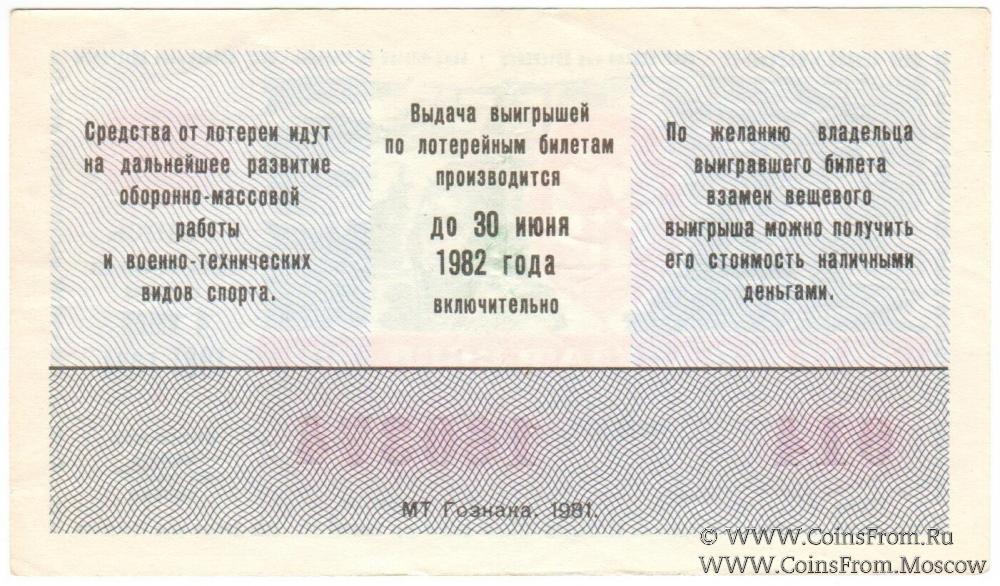 Средства от лотереи идут
на дальнейшее развитие
оборонно-массовой
работы
и военно-технических
видов спорта.
Выдача выигрышей
по лотерейным билетам
производится
до 30 июня
1982 года
включительно
По желанию владельца
выигравшего билета
взамен вещевого
выигрыша можно получить
его стоимость наличными
деньгами.
МТ Гознака. 1981.
© WWW.CoinsFrom.Ru
WWW.CoinsFrom.Moscow